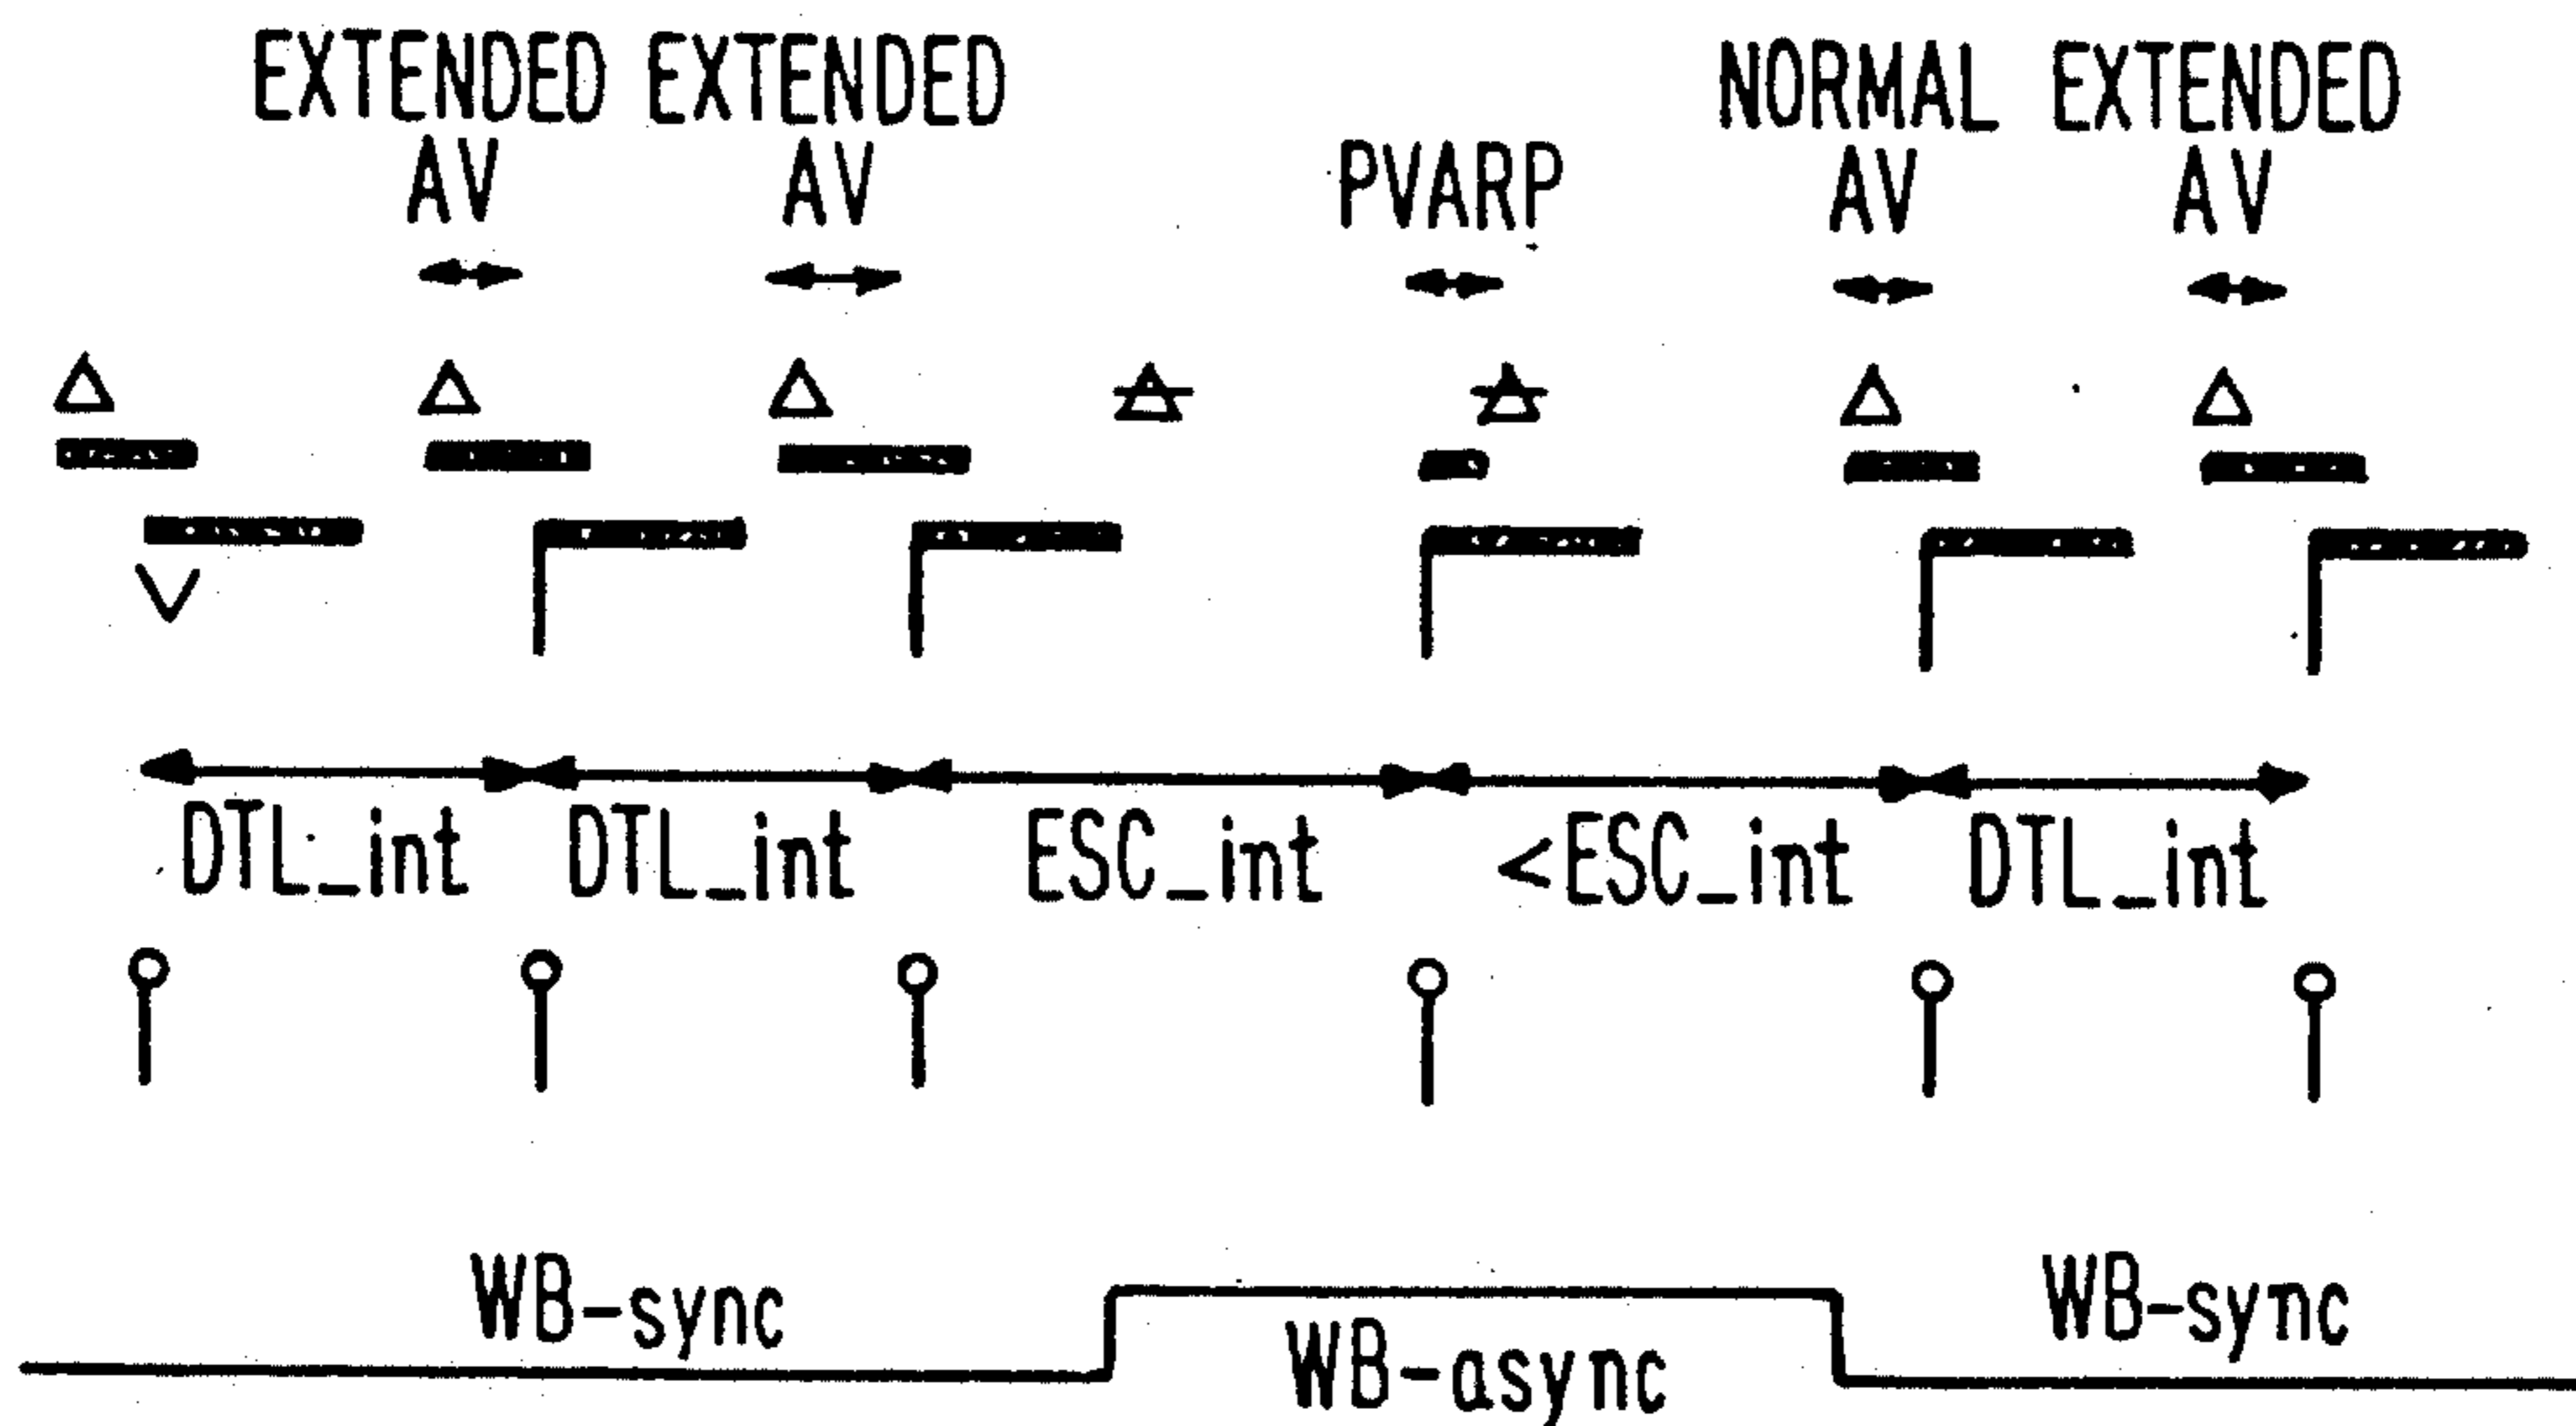 EXTENDED EXTENDED NORMAL EXTENDED
AV AV PVARP AV AV
DTL_int DTL_int ESC_int <ESC_int DTL_int
WB-sync WB-async WB-sync